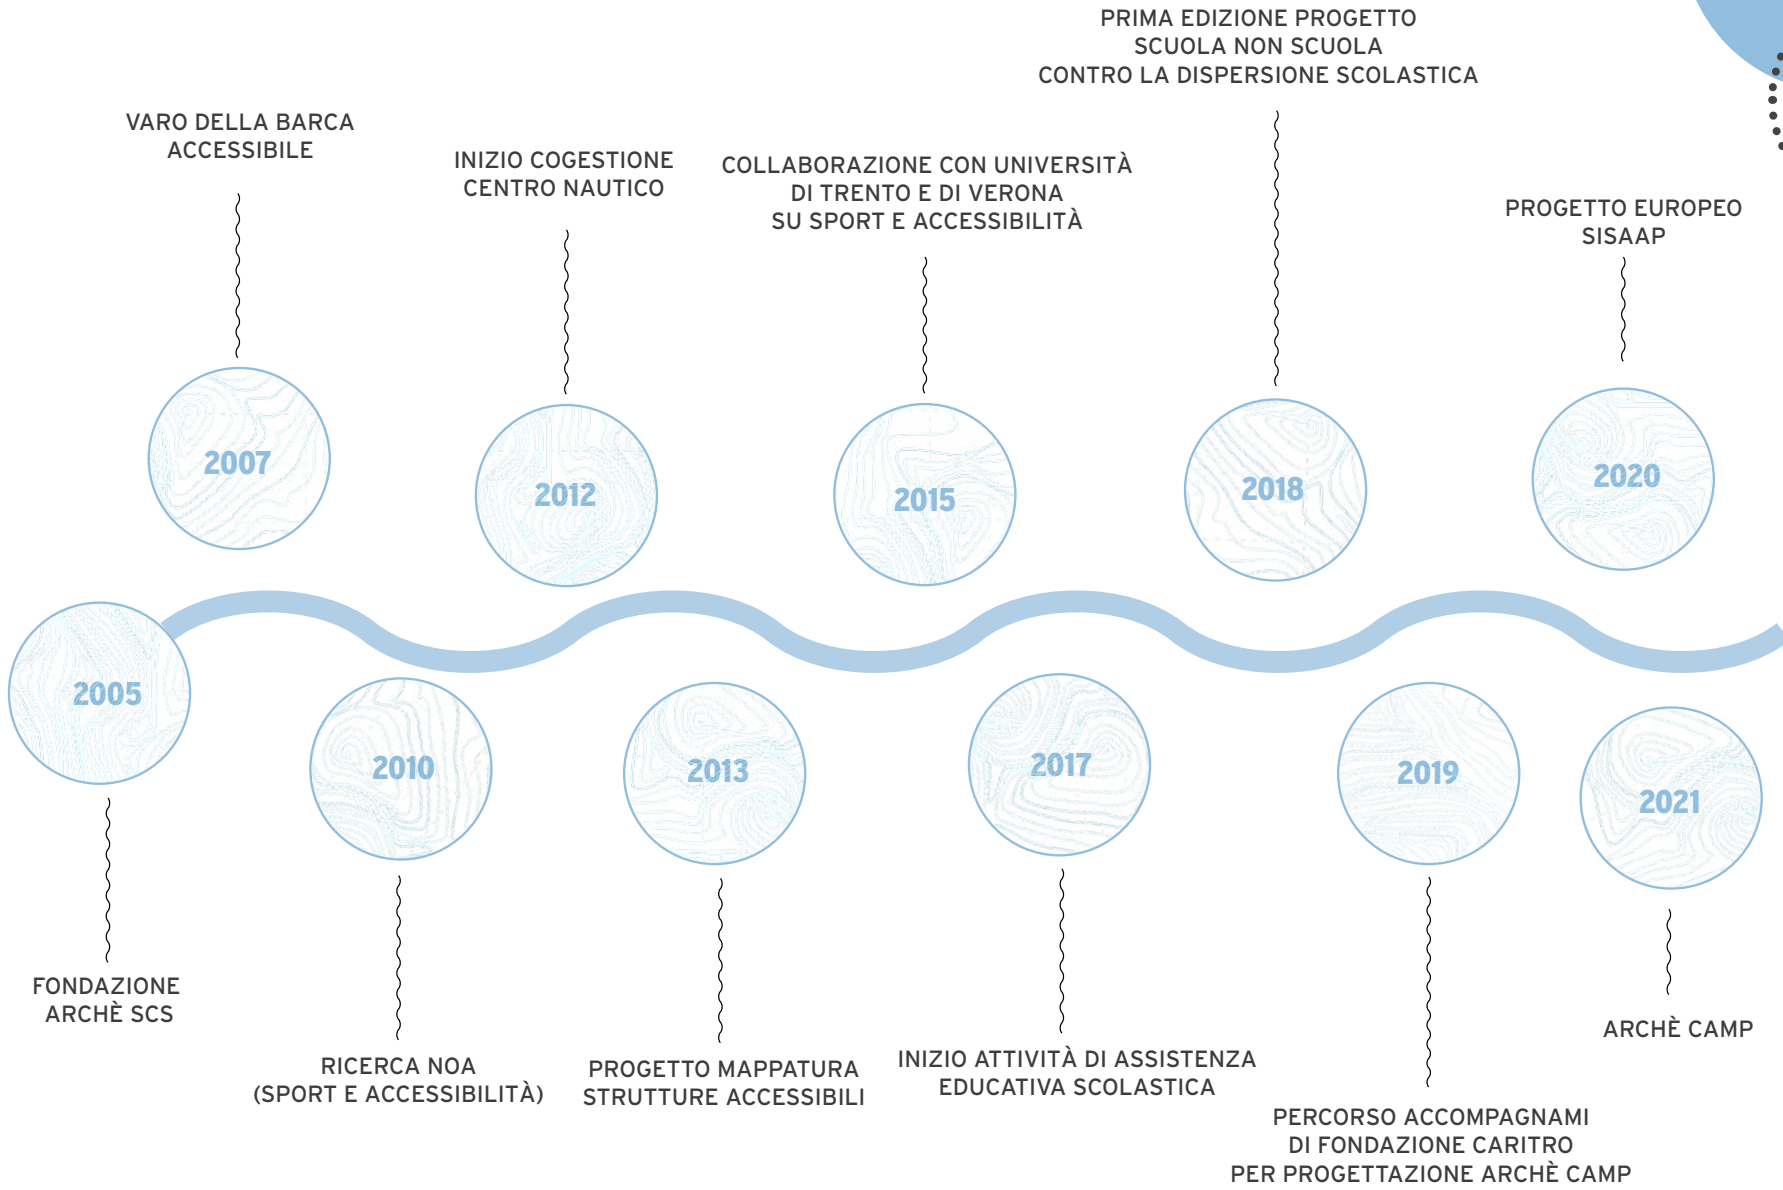 PRIMA EDIZIONE PROGETTO
SCUOLA NON SCUOLA
CONTRO LA DISPERSIONE SCOLASTICA
VARO DELLA BARCA
ACCESSIBILE
INIZIO COGESTIONE
CENTRO NAUTICO
COLLABORAZIONE CON UNIVERSITÀ
DI TRENTO E DI VERONA
SU SPORT E ACCESSIBILITÀ
PROGETTO EUROPEO
SISAAP
2007
2012
2015
2018
2020
2005
2010
2013
2017
2019
2021
FONDAZIONE
ARCHÈ SCS
RICERCA NOA
(SPORT E ACCESSIBILITÀ)
PROGETTO MAPPATURA
STRUTTURE ACCESSIBILI
INIZIO ATTIVITÀ DI ASSISTENZA
EDUCATIVA SCOLASTICA
PERCORSO ACCOMPAGNAMI
DI FONDAZIONE CARITRO
PER PROGETTAZIONE ARCHÈ CAMP
ARCHÈ CAMP